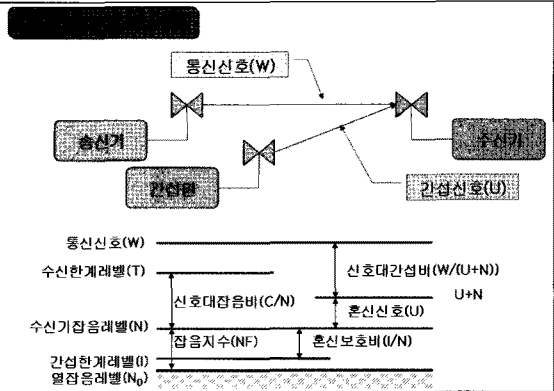 통신신호(W)
송신기
수신기
간섭원
간섭신호(U)
통신신호(W)
수신한계레벨(T)
신호대간섭비(W/(U+N))
U+N
신호대잡음비(C/N)
혼신신호(U)
수신기잡음레벨(N)
잡음지수(NF)
혼신보호비(I/N)
간섭한계레벨(I)
열잡음레벨(N₀)